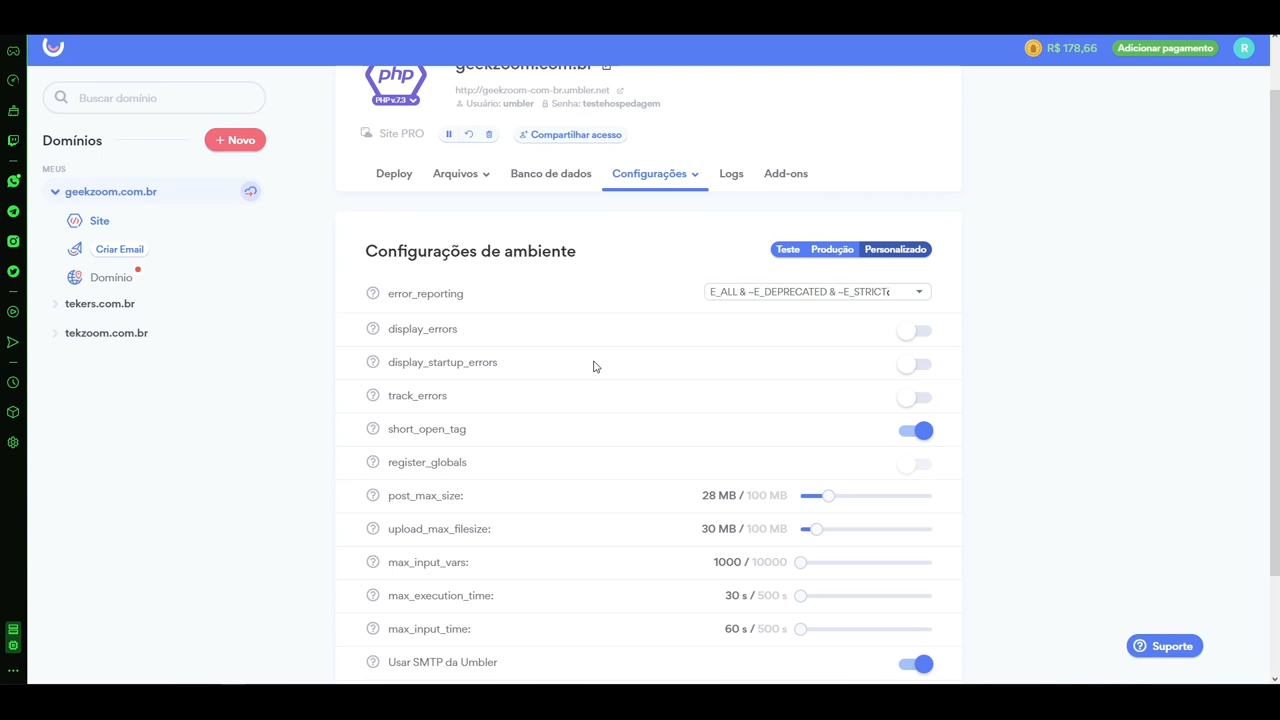 R$ 178,66
Adicionar pagamento
R
Buscar domínio
Domínios
+ Novo
MEUS
geekzoom.com.br
Site
Criar Email
Domínio
tekers.com.br
tekzoom.com.br
php
PHP v.7.3
geekzoom.com.br
http://geekzoom-com-br.umbler.net
Usuário: umbler Senha: testehospedagem
Site PRO
Compartilhar acesso
Deploy Arquivos Banco de dados Configurações Logs Add-ons
Configurações de ambiente
Teste Produção Personalizado
error_reporting
E_ALL & ~E_DEPRECATED & ~E_STRICT
display_errors
display_startup_errors
track_errors
short_open_tag
register_globals
post_max_size: 28 MB / 100 MB
upload_max_filesize: 30 MB / 100 MB
max_input_vars: 1000 / 10000
max_execution_time: 30 s / 500 s
max_input_time: 60 s / 500 s
Usar SMTP da Umbler
Suporte